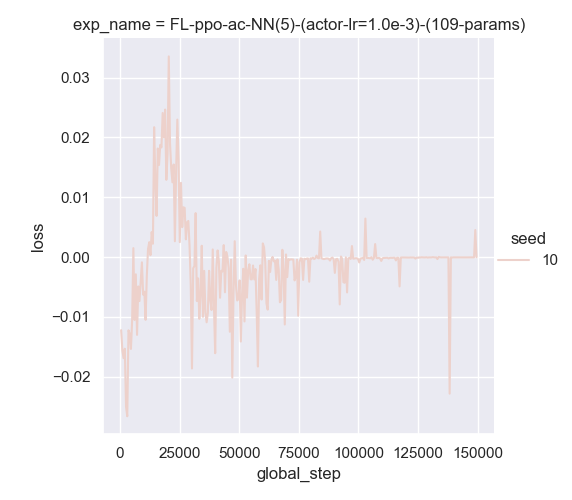 exp_name = FL-ppo-ac-NN(5)-(actor-lr=1.0e-3)-(109-params)
0.03
0.02
0.01
0.00
−0.01
−0.02
loss
0 25000 50000 75000 100000 125000 150000
global_step
seed
10